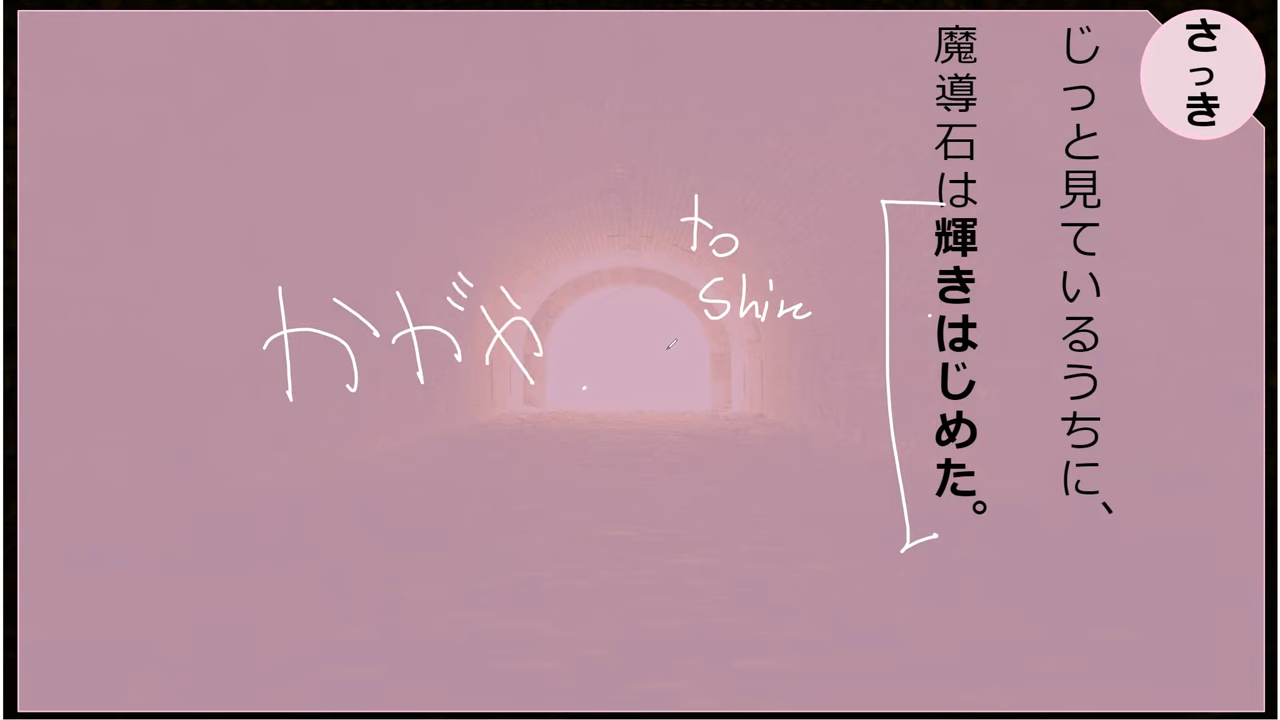 さっき
じっと見ているうちに、
魔導石は輝きはじめた。
to
Shine
かがや